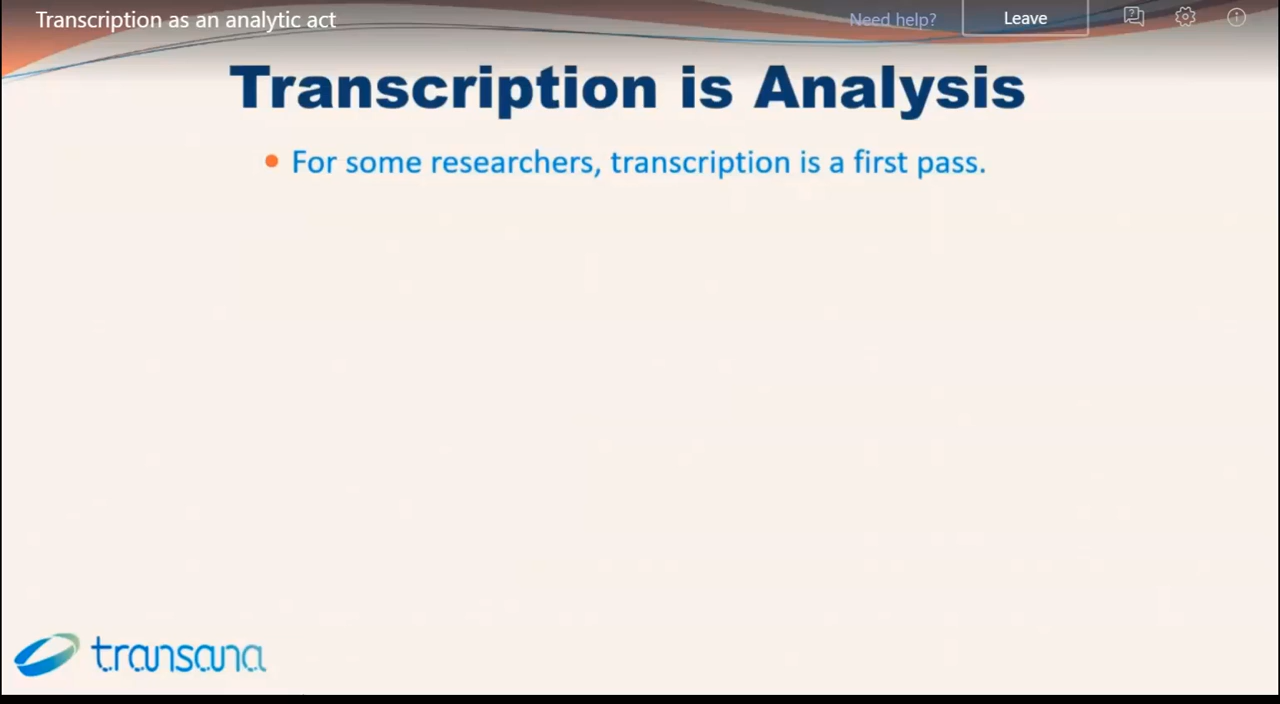 Transcription as an analytic act
Need help?
Leave
Transcription is Analysis
For some researchers, transcription is a first pass.
transana